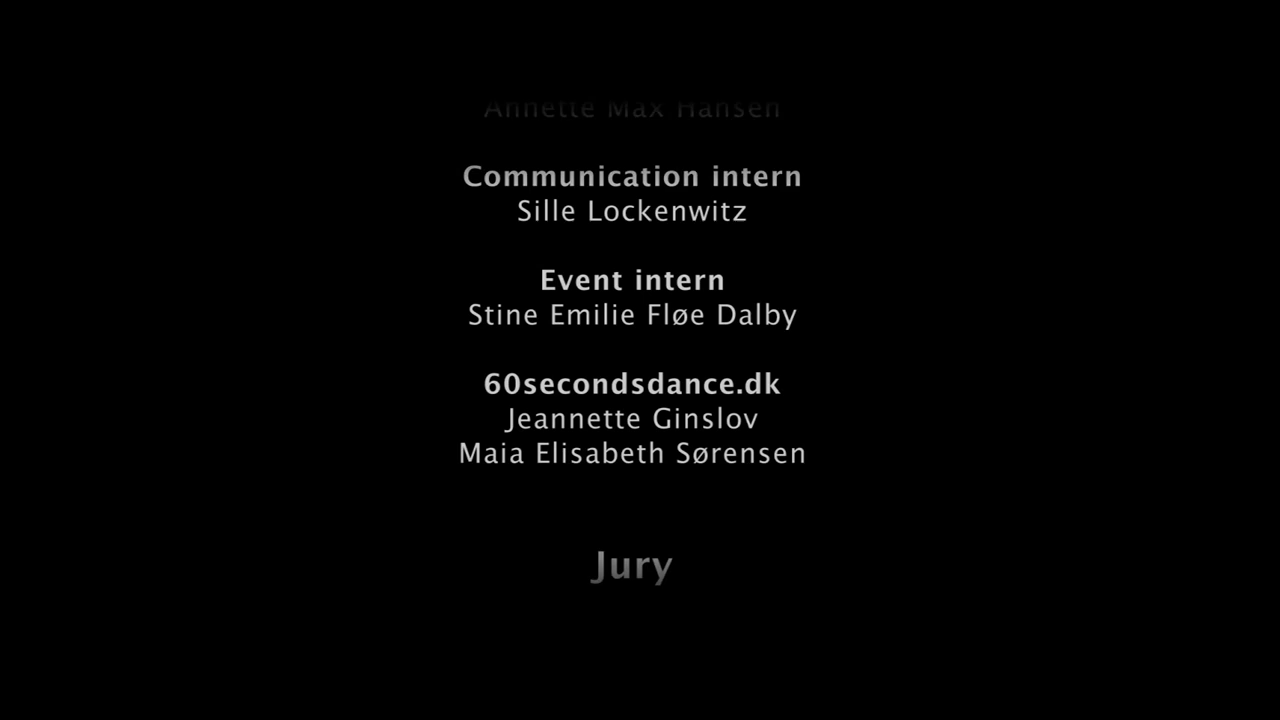 Annette Max Hansen
Communication intern
Sille Lockenwitz
Event intern
Stine Emilie Fløe Dalby
60secondsdance.dk
Jeannette Ginslov
Maia Elisabeth Sørensen
Jury